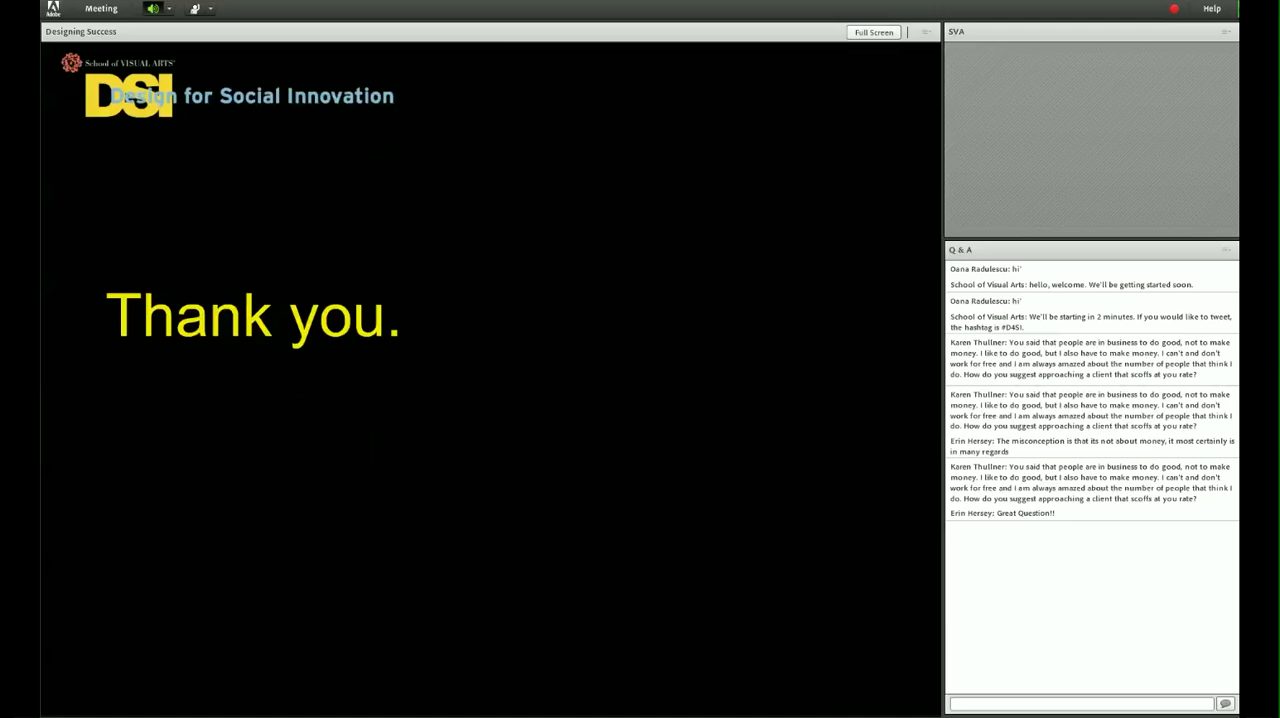 Adobe
Meeting
Help
Designing Success
Full Screen
SVA
School of VISUAL ARTS
DSI
Design for Social Innovation
Thank you.
Q & A
Oana Radulescu: hi'
School of Visual Arts: hello, welcome. We'll be getting started soon.
Oana Radulescu: hi'
School of Visual Arts: We'll be starting in 2 minutes. If you would like to tweet,
the hashtag is #D4SI.
Karen Thullner: You said that people are in business to do good, not to make
money. I like to do good, but I also have to make money. I can't and don't
work for free and I am always amazed about the number of people that think I
do. How do you suggest approaching a client that scoffs at you rate?
Karen Thullner: You said that people are in business to do good, not to make
money. I like to do good, but I also have to make money. I can't and don't
work for free and I am always amazed about the number of people that think I
do. How do you suggest approaching a client that scoffs at you rate?
Erin Hersey: The misconception is that its not about money, it most certainly is
in many regards
Karen Thullner: You said that people are in business to do good, not to make
money. I like to do good, but I also have to make money. I can't and don't
work for free and I am always amazed about the number of people that think I
do. How do you suggest approaching a client that scoffs at you rate?
Erin Hersey: Great Question!!